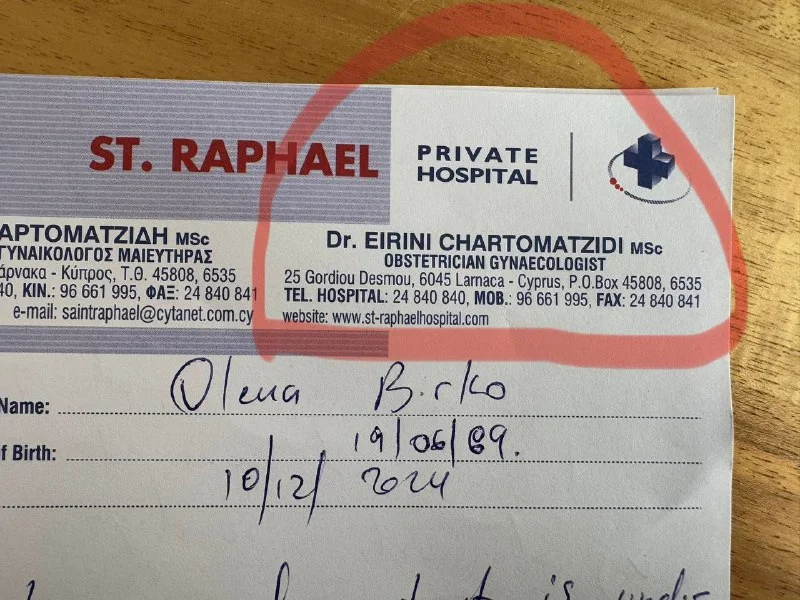 ST. RAPHAEL PRIVATE HOSPITAL
ΑΡΤΟΜΑΤΖΙΔΗ MSc
ΓΥΝΑΙΚΟΛΟΓΟΣ ΜΑΙΕΥΤΗΡΑΣ
άρνακα - Κύπρος, Τ.Θ. 45808, 6535
40, ΚΙΝ.: 96 661 995, ΦΑΞ: 24 840 841
e-mail: saintraphael@cytanet.com.cy
Dr. EIRINI CHARTOMATZIDI MSc
OBSTETRICIAN GYNAECOLOGIST
25 Gordiou Desmou, 6045 Larnaca - Cyprus, P.O.Box 45808, 6535
TEL. HOSPITAL: 24 840 840, MOB.: 96 661 995, FAX: 24 840 841
website: www.st-raphaelhospital.com
Name: Olena Birko
f Birth: 19/06/69.
10/12/2024
is under